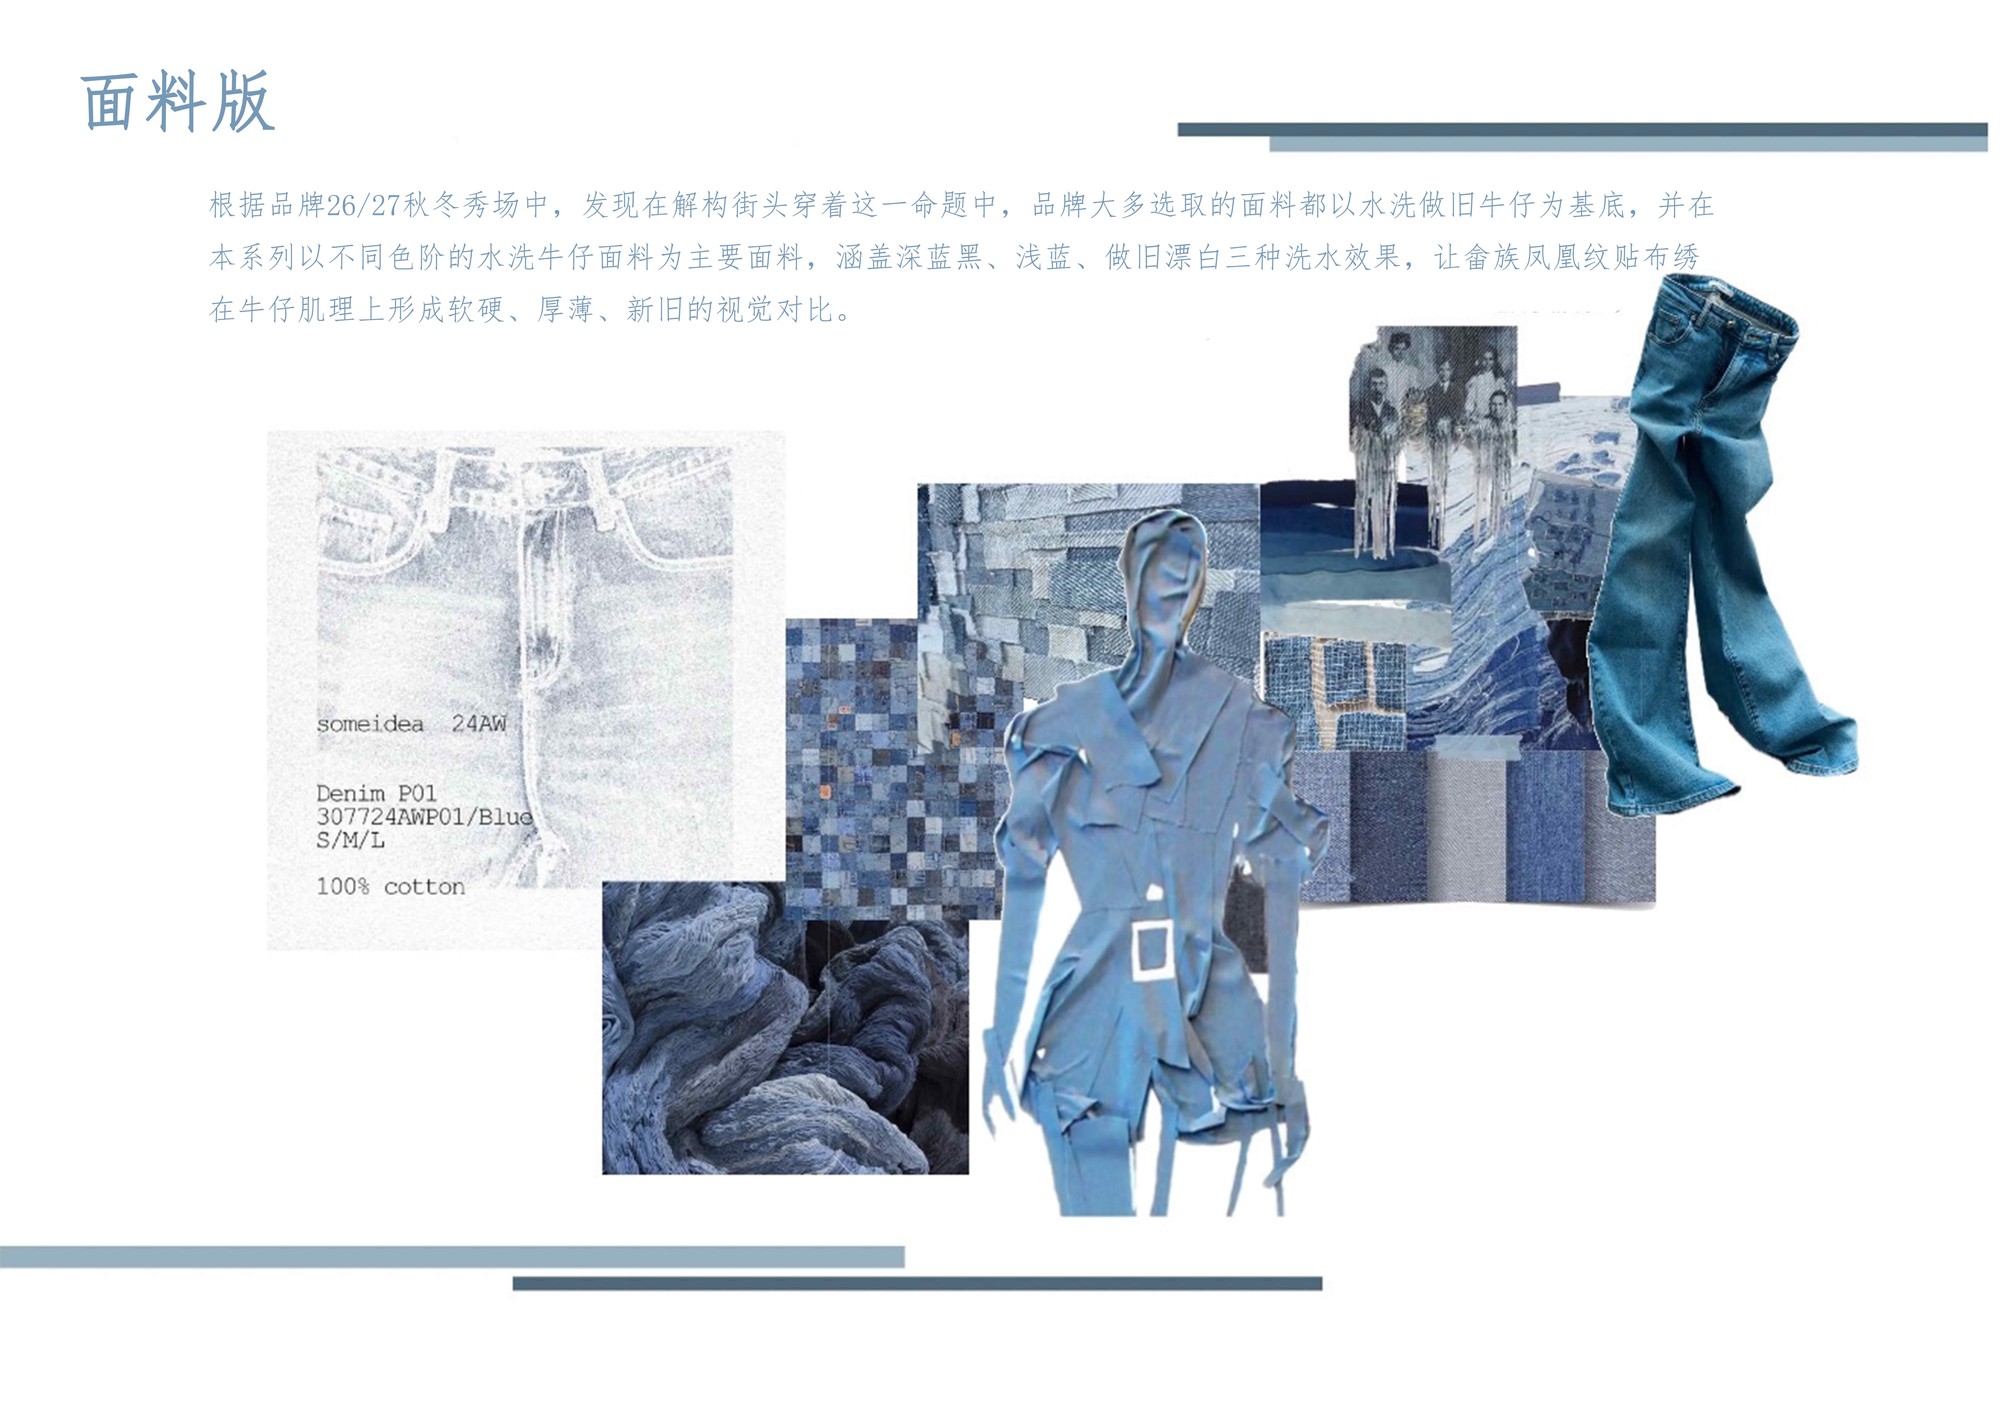 面料版
根据品牌26/27秋冬秀场中，发现在解构街头穿着这一命题中，品牌大多选取的面料都以水洗做旧牛仔为基底，并在
本系列以不同色阶的水洗牛仔面料为主要面料，涵盖深蓝黑、浅蓝、做旧漂白三种洗水效果，让畲族凤凰纹贴布绣
在牛仔肌理上形成软硬、厚薄、新旧的视觉对比。
someidea 24AW
Denim P01
307724AWP01/Blue
S/M/L
100% cotton